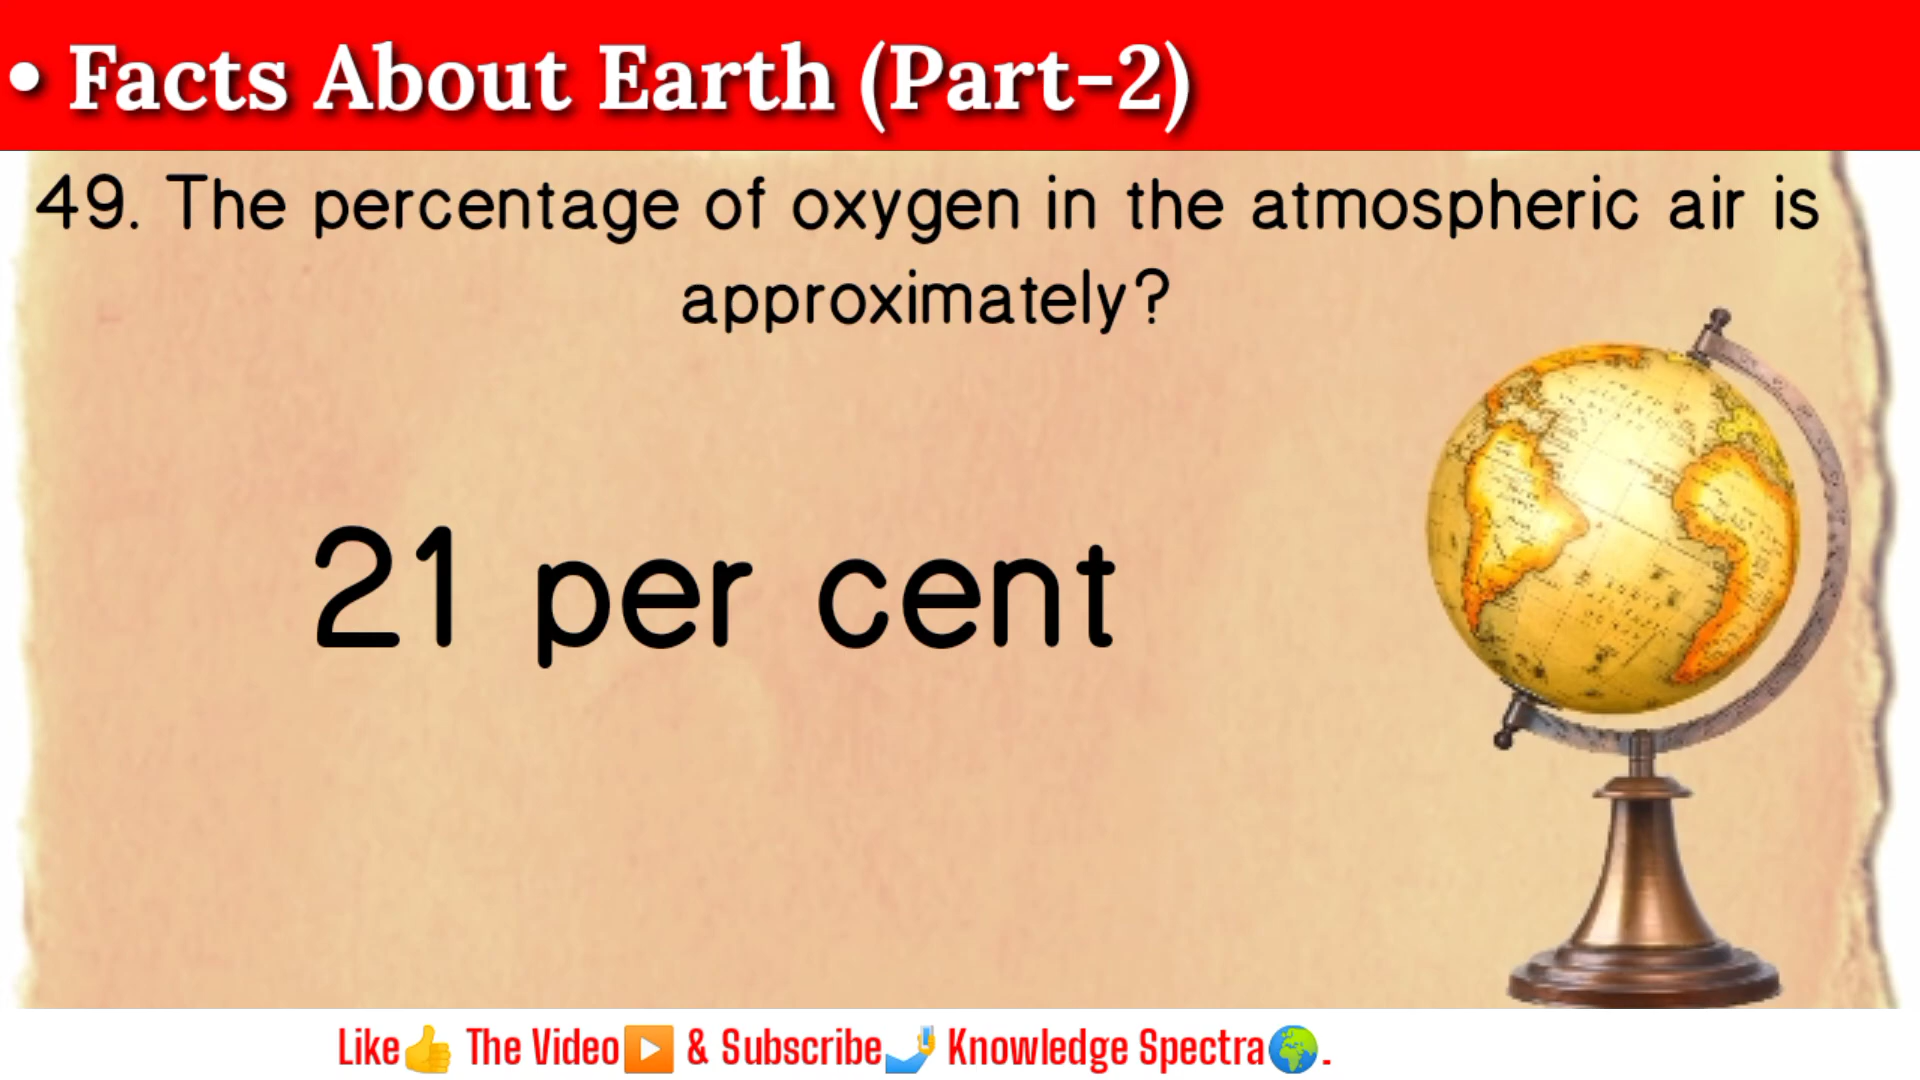 • Facts About Earth (Part-2)
49. The percentage of oxygen in the atmospheric air is
approximately?
21 per cent
Like👍 The Video▶️ & Subscribe🤳 Knowledge Spectra🌍.